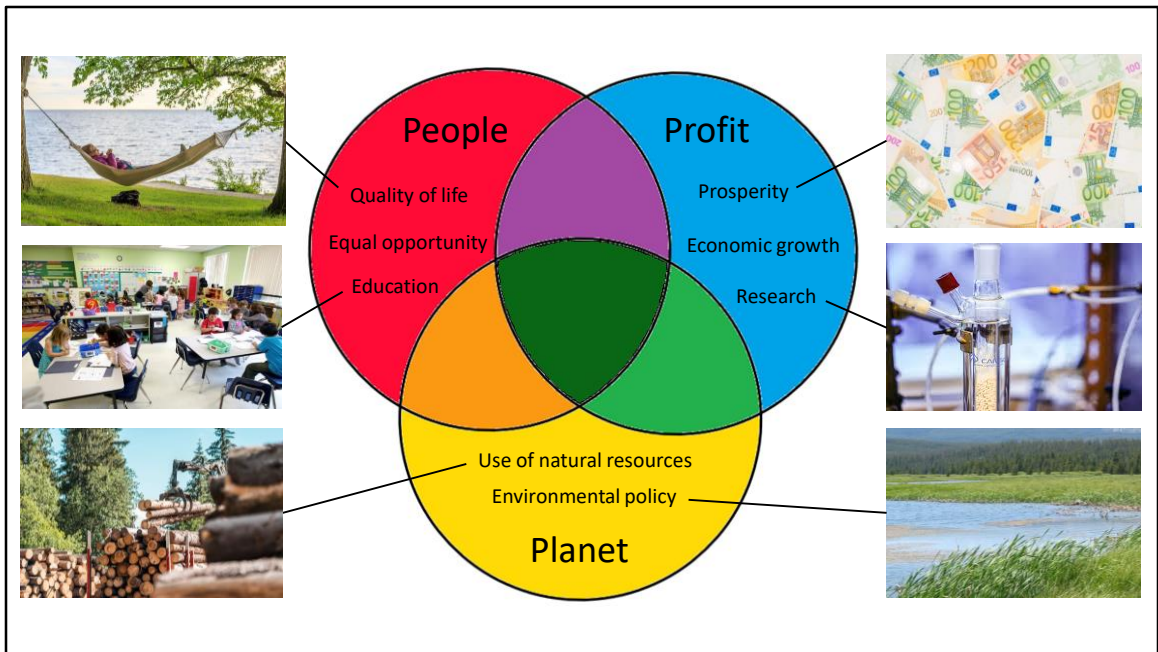 People
Profit
Quality of life
Prosperity
Equal opportunity
Economic growth
Education
Research
Use of natural resources
Environmental policy
Planet